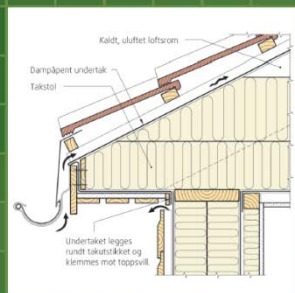 Kaldt, uluftet loftsrom
Dampåpent undertak
Takstol
Undertaket legges
rundt takutstikket og
klemmes mot toppsvill.